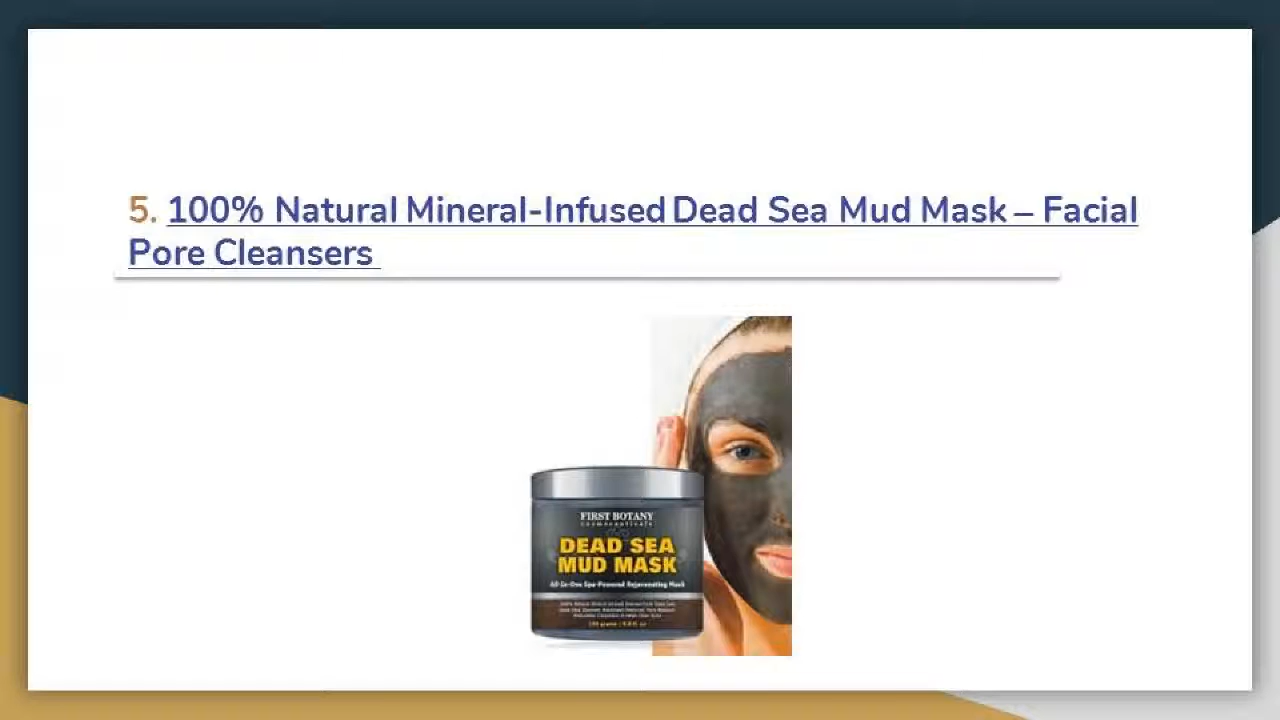 5. 100% Natural Mineral-Infused Dead Sea Mud Mask – Facial
Pore Cleansers
FIRST BOTANY
cosmeceuticals
DEAD SEA
MUD MASK
All-In-One Spa-Powered Rejuvenating Mask